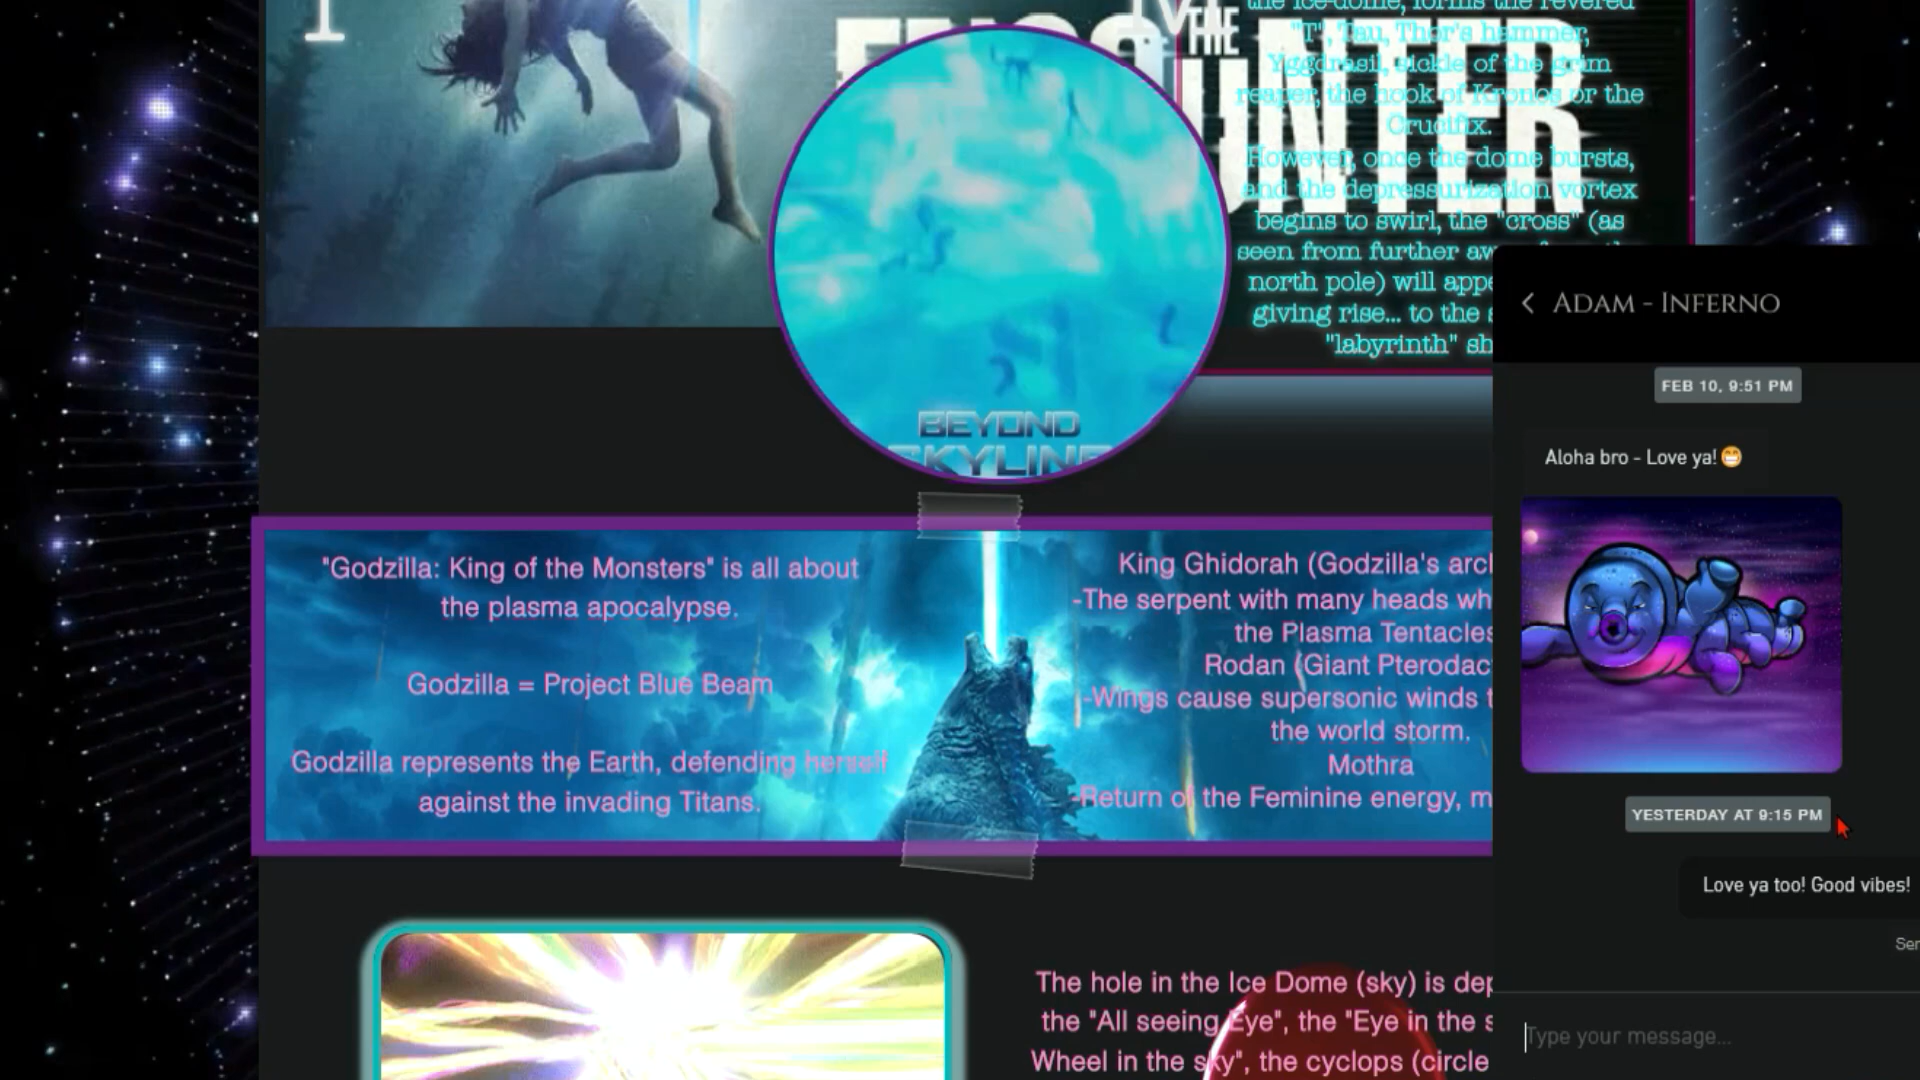 THE
the ice-dome, forms the revered
"T", Tau, Thor's hammer,
Yggdrasil, sickle of the grim
reaper, the hook of Kronos or the
Crucifix.
However, once the dome bursts,
and the depressurization vortex
begins to swirl, the "cross" (as
seen from further
north pole) will
giving rise... to the
"labyrinth"
BEYOND
SKYLINE
"Godzilla: King of the Monsters" is all about
the plasma apocalypse.
Godzilla = Project Blue Beam
Godzilla represents the Earth, defending herself
against the invading Titans.
King Ghidorah (Godzilla's
-The serpent with many heads
the Plasma Tentacles
Rodan (Giant
-Wings cause supersonic winds
the world storm.
Mothra
-Return of the Feminine energy,
The hole in the Ice Dome (sky) is
the "All seeing Eye", the "Eye in the
Wheel in the sky", the cyclops (circle
ADAM - INFERNO
FEB 10, 9:51 PM
Aloha bro - Love ya!😁
YESTERDAY AT 9:15 PM
Love ya too! Good vibes!
Type your message...